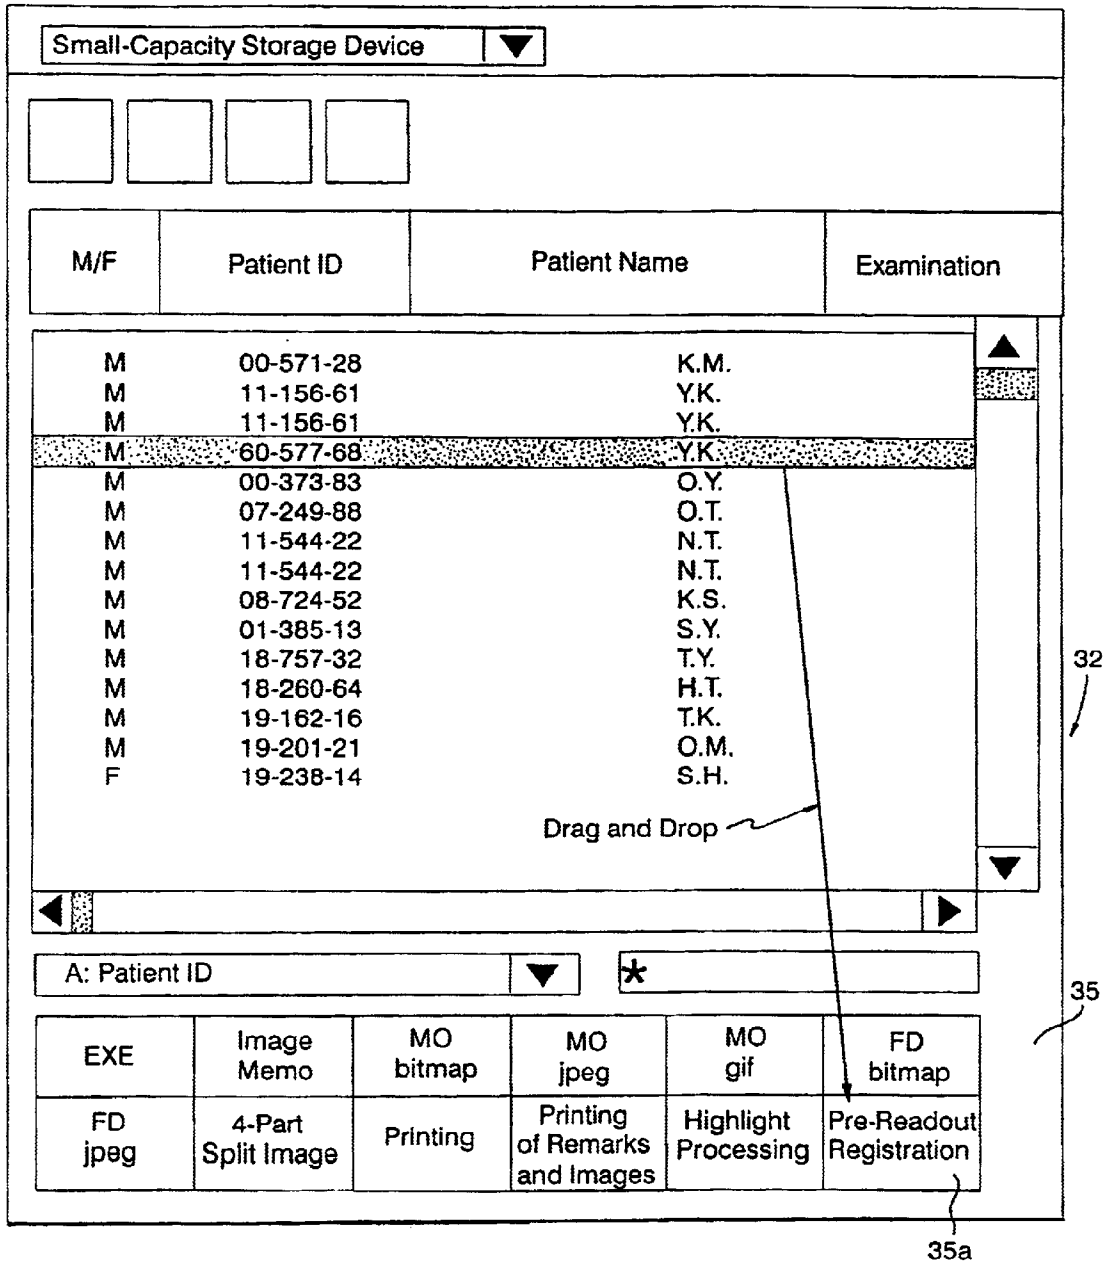 Small-Capacity Storage Device
M/F Patient ID Patient Name Examination
M 00-571-28 K.M.
M 11-156-61 Y.K.
M 11-156-61 Y.K.
M 60-577-68 Y.K.
M 00-373-83 O.Y.
M 07-249-88 O.T.
M 11-544-22 N.T.
M 11-544-22 N.T.
M 08-724-52 K.S.
M 01-385-13 S.Y.
M 18-757-32 T.Y.
M 18-260-64 H.T.
M 19-162-16 T.K.
M 19-201-21 O.M.
F 19-238-14 S.H.
32
Drag and Drop
A: Patient ID *
35
EXE
Image
Memo
MO
bitmap
MO
jpeg
MO
gif
FD
bitmap
FD
jpeg
4-Part
Split Image
Printing
Printing
of Remarks
and Images
Highlight
Processing
Pre-Readout
Registration
35a